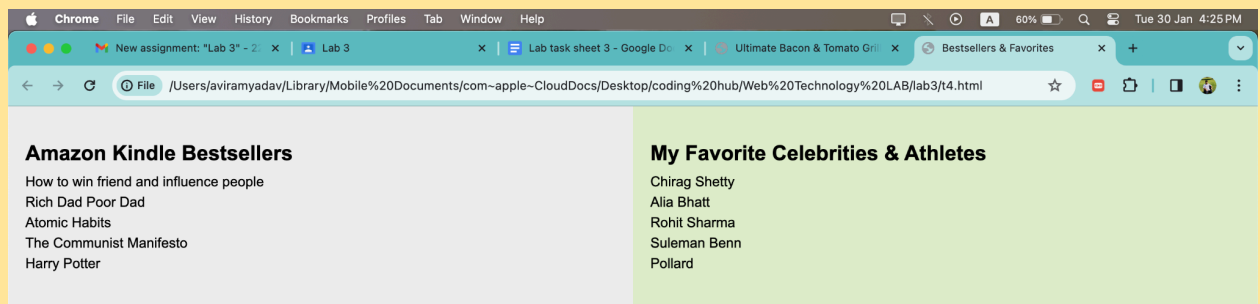 Chrome File Edit View History Bookmarks Profiles Tab Window Help A 60% Tue 30 Jan 4:25 PM
New assignment: "Lab 3" - 2 Lab 3 Lab task sheet 3 - Google Do Ultimate Bacon & Tomato Gril Bestsellers & Favorites
File /Users/aviramyadav/Library/Mobile%20Documents/com~apple~CloudDocs/Desktop/coding%20hub/Web%20Technology%20LAB/lab3/t4.html
Amazon Kindle Bestsellers
How to win friend and influence people
Rich Dad Poor Dad
Atomic Habits
The Communist Manifesto
Harry Potter
My Favorite Celebrities & Athletes
Chirag Shetty
Alia Bhatt
Rohit Sharma
Suleman Benn
Pollard